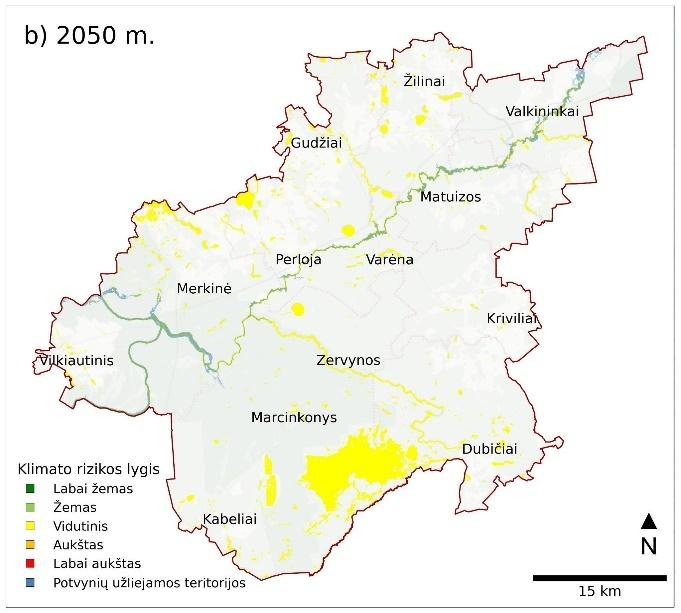 b) 2050 m.
Žilinai
Valkininkai
Gudžiai
Matuizos
Perloja
Varėna
Merkinė
Kriviliai
Vilkiautinis
Zervynos
Marcinkonys
Dubičiai
Kabeliai
Klimato rizikos lygis
Labai žemas
Žemas
Vidutinis
Aukštas
Labai aukštas
Potvynių užliejamos teritorijos
N
15 km